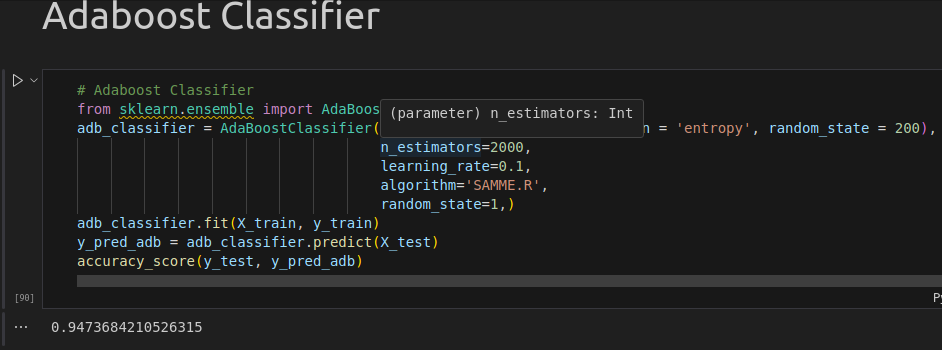 Adaboost Classifier
# Adaboost Classifier
from sklearn.ensemble import AdaBoos
(parameter) n_estimators: Int
adb_classifier = AdaBoostClassifier( = 'entropy', random_state = 200),
n_estimators=2000,
learning_rate=0.1,
algorithm='SAMME.R',
random_state=1,)
adb_classifier.fit(X_train, y_train)
y_pred_adb = adb_classifier.predict(X_test)
accuracy_score(y_test, y_pred_adb)
[90]
... 0.9473684210526315